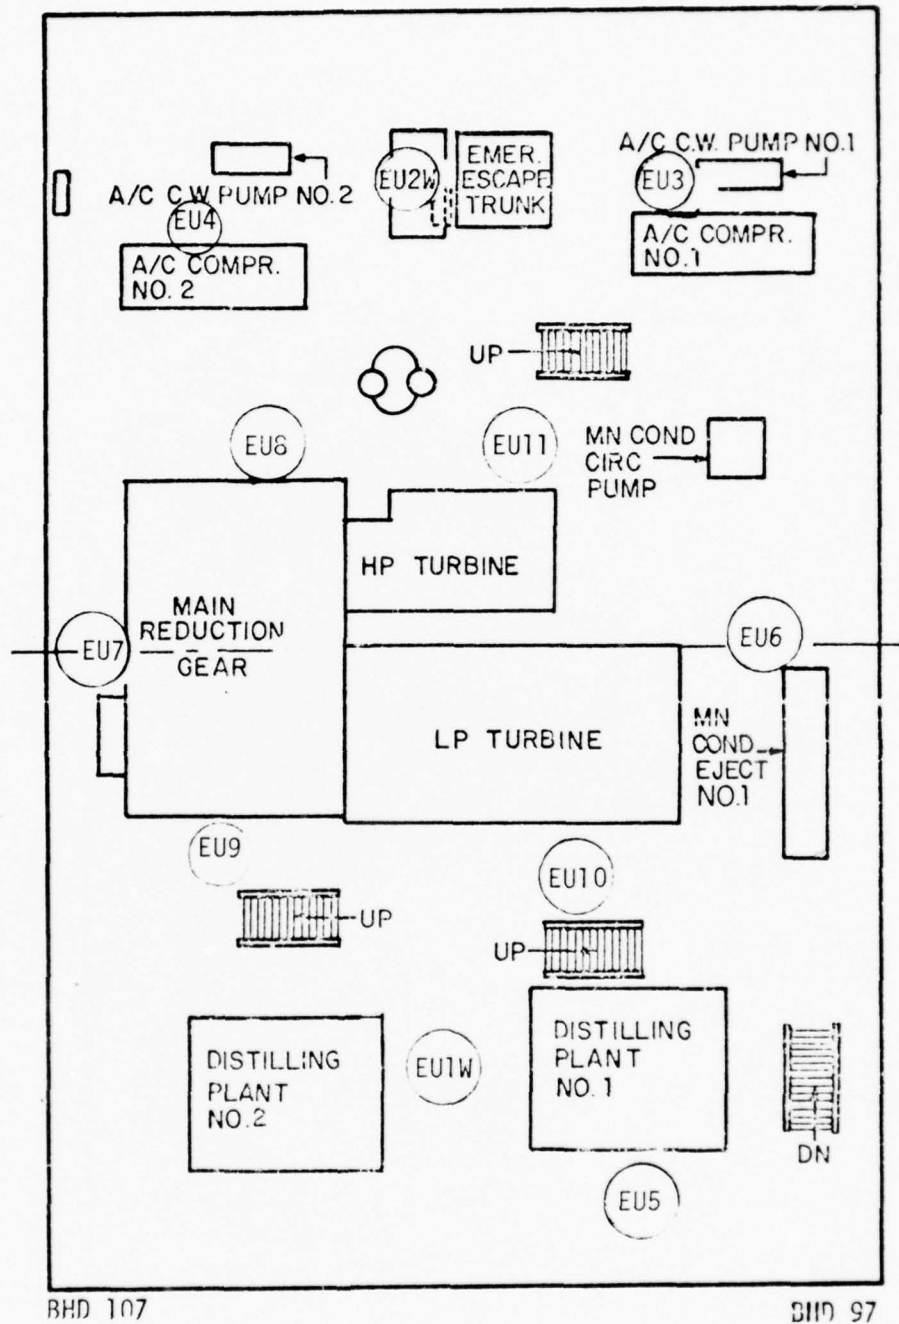 A/C C.W. PUMP NO.1
EMER.
ESCAPE
TRUNK
EU2W
EU3
A/C C.W. PUMP NO.2
EU4
A/C COMPR.
NO.1
A/C COMPR.
NO. 2
UP
EU8
EU11
MN COND
CIRC
PUMP
HP TURBINE
MAIN
REDUCTION
GEAR
EU7
EU6
LP TURBINE
MN
COND
EJECT
NO.1
EU9
EU10
UP
UP
DISTILLING
PLANT
NO.1
DISTILLING
PLANT
NO.2
EU1W
DN
EU5
BHD 107
BHD 97